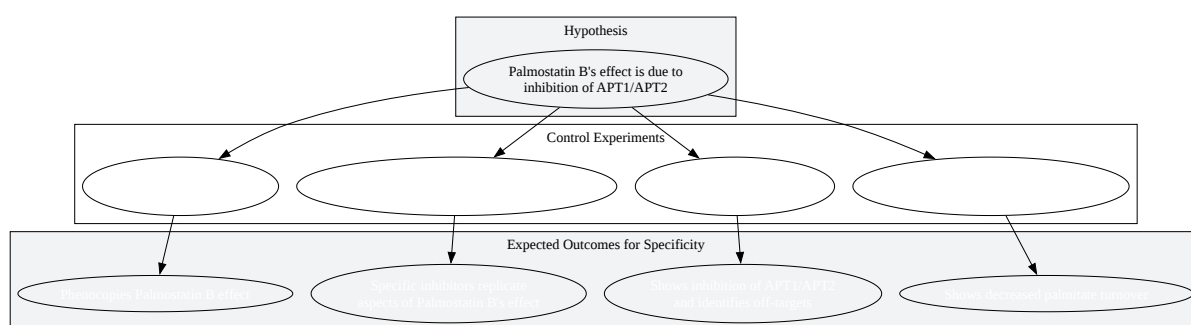 Hypothesis
Palmostatin B's effect is due to
inhibition of APT1/APT2
Control Experiments
Expected Outcomes for Specificity
Phenocopies Palmostatin B effect
Specific inhibitors replicate
aspects of Palmostatin B's effect
Shows inhibition of APT1/APT2
and identifies off-targets
Shows decreased palmitate turnover